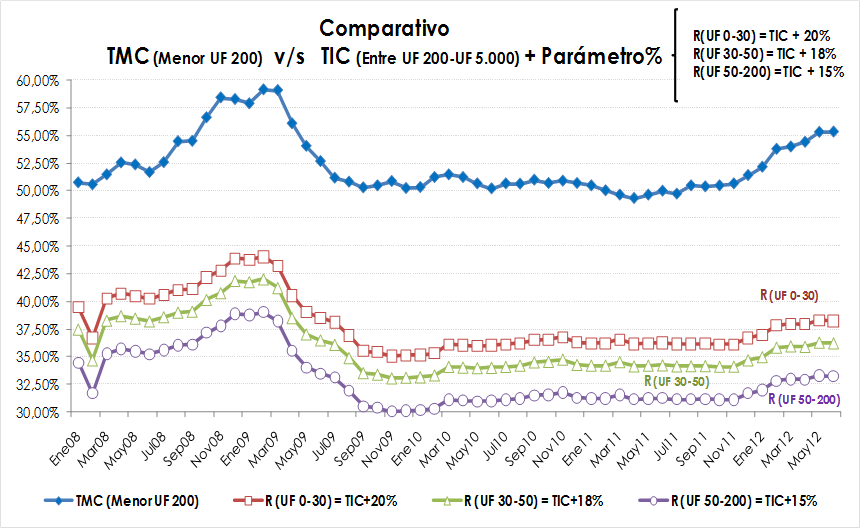 Comparativo
TMC (Menor UF 200) v/s TIC (Entre UF 200-UF 5.000) + Parámetro%
R(UF 0-30) = TIC + 20%
R(UF 30-50) = TIC + 18%
R(UF 50-200) = TIC + 15%
60,00%
57,50%
55,00%
52,50%
50,00%
47,50%
45,00%
42,50%
40,00%
37,50%
35,00%
32,50%
30,00%
R (UF 0-30)
R (UF 30-50)
R (UF 50-200)
Ene08
Mar08
May08
Jul08
Sep08
Nov08
Ene09
Mar09
May09
Jul09
Sep09
Nov09
Ene10
Mar10
May10
Jul10
Sep10
Nov10
Ene11
Mar11
May11
Jul11
Sep11
Nov11
Ene12
Mar12
May12
TMC (Menor UF 200)
R (UF 0-30) = TIC+20%
R (UF 30-50) = TIC+18%
R (UF 50-200) = TIC+15%